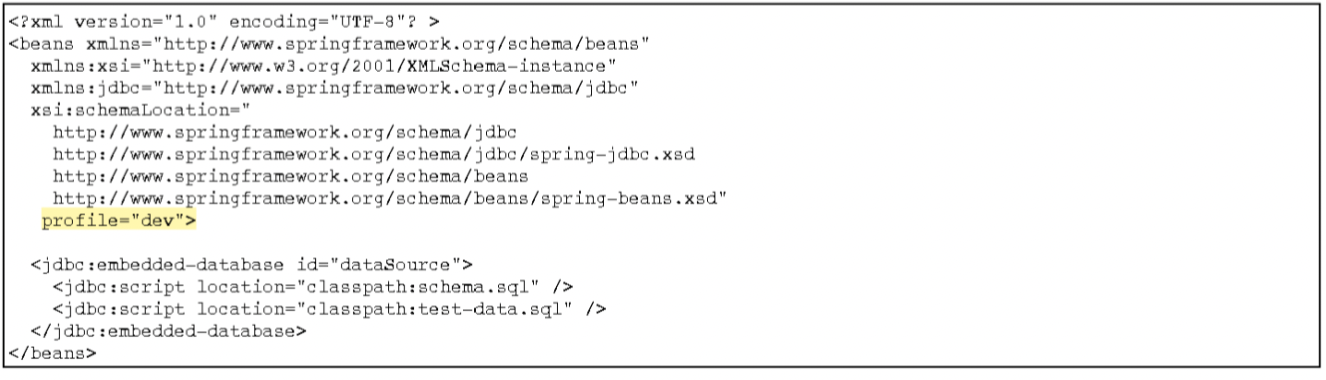 <?xml version="1.0" encoding="UTF-8"? >
<beans xmlns="http://www.springframework.org/schema/beans"
xmlns:xsi="http://www.w3.org/2001/XMLSchema-instance"
xmlns:jdbc="http://www.springframework.org/schema/jdbc"
xsi:schemaLocation="
http://www.springframework.org/schema/jdbc
http://www.springframework.org/schema/jdbc/spring-jdbc.xsd
http://www.springframework.org/schema/beans
http://www.springframework.org/schema/beans/spring-beans.xsd"
profile="dev">
<jdbc:embedded-database id="dataSource">
<jdbc:script location="classpath:schema.sql" />
<jdbc:script location="classpath:test-data.sql" />
</jdbc:embedded-database>
</beans>